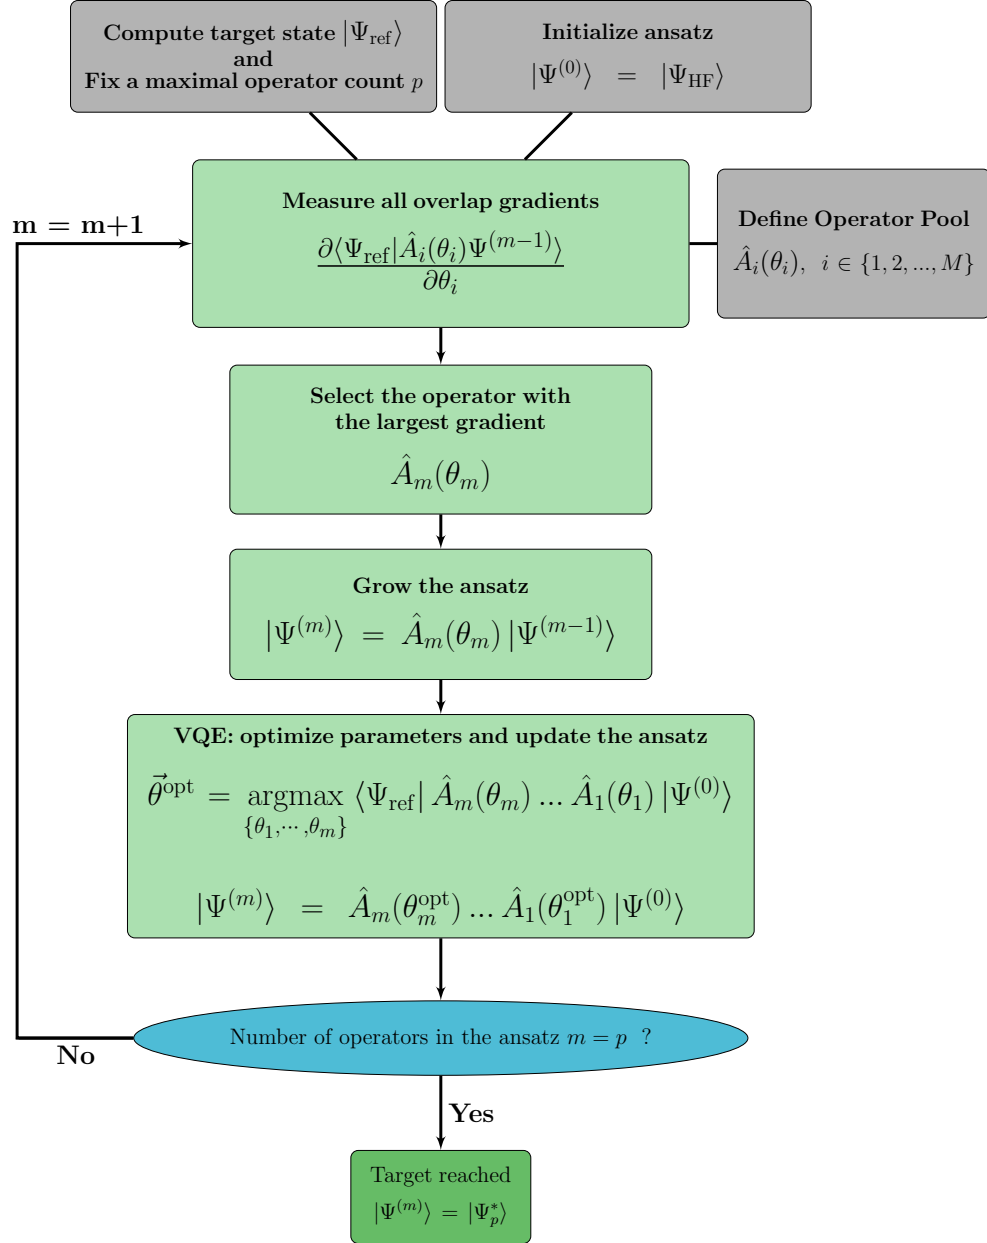 Compute target state |Ψ_ref⟩
and
Fix a maximal operator count p
Initialize ansatz
|Ψ^(0)⟩ = |Ψ_HF⟩
m = m+1
Measure all overlap gradients
∂⟨Ψ_ref|Â_i(θ_i)Ψ^(m−1)⟩
∂θ_i
Define Operator Pool
Â_i(θ_i), i ∈ {1, 2, ..., M}
Select the operator with
the largest gradient
Â_m(θ_m)
Grow the ansatz
|Ψ^(m)⟩ = Â_m(θ_m) |Ψ^(m−1)⟩
VQE: optimize parameters and update the ansatz
θ⃗^opt = argmax ⟨Ψ_ref| Â_m(θ_m) ... Â_1(θ_1) |Ψ^(0)⟩
{θ_1,⋯,θ_m}
|Ψ^(m)⟩ = Â_m(θ_m^opt) ... Â_1(θ_1^opt) |Ψ^(0)⟩
Number of operators in the ansatz m = p ?
No
Yes
Target reached
|Ψ^(m)⟩ = |Ψ_p^*⟩